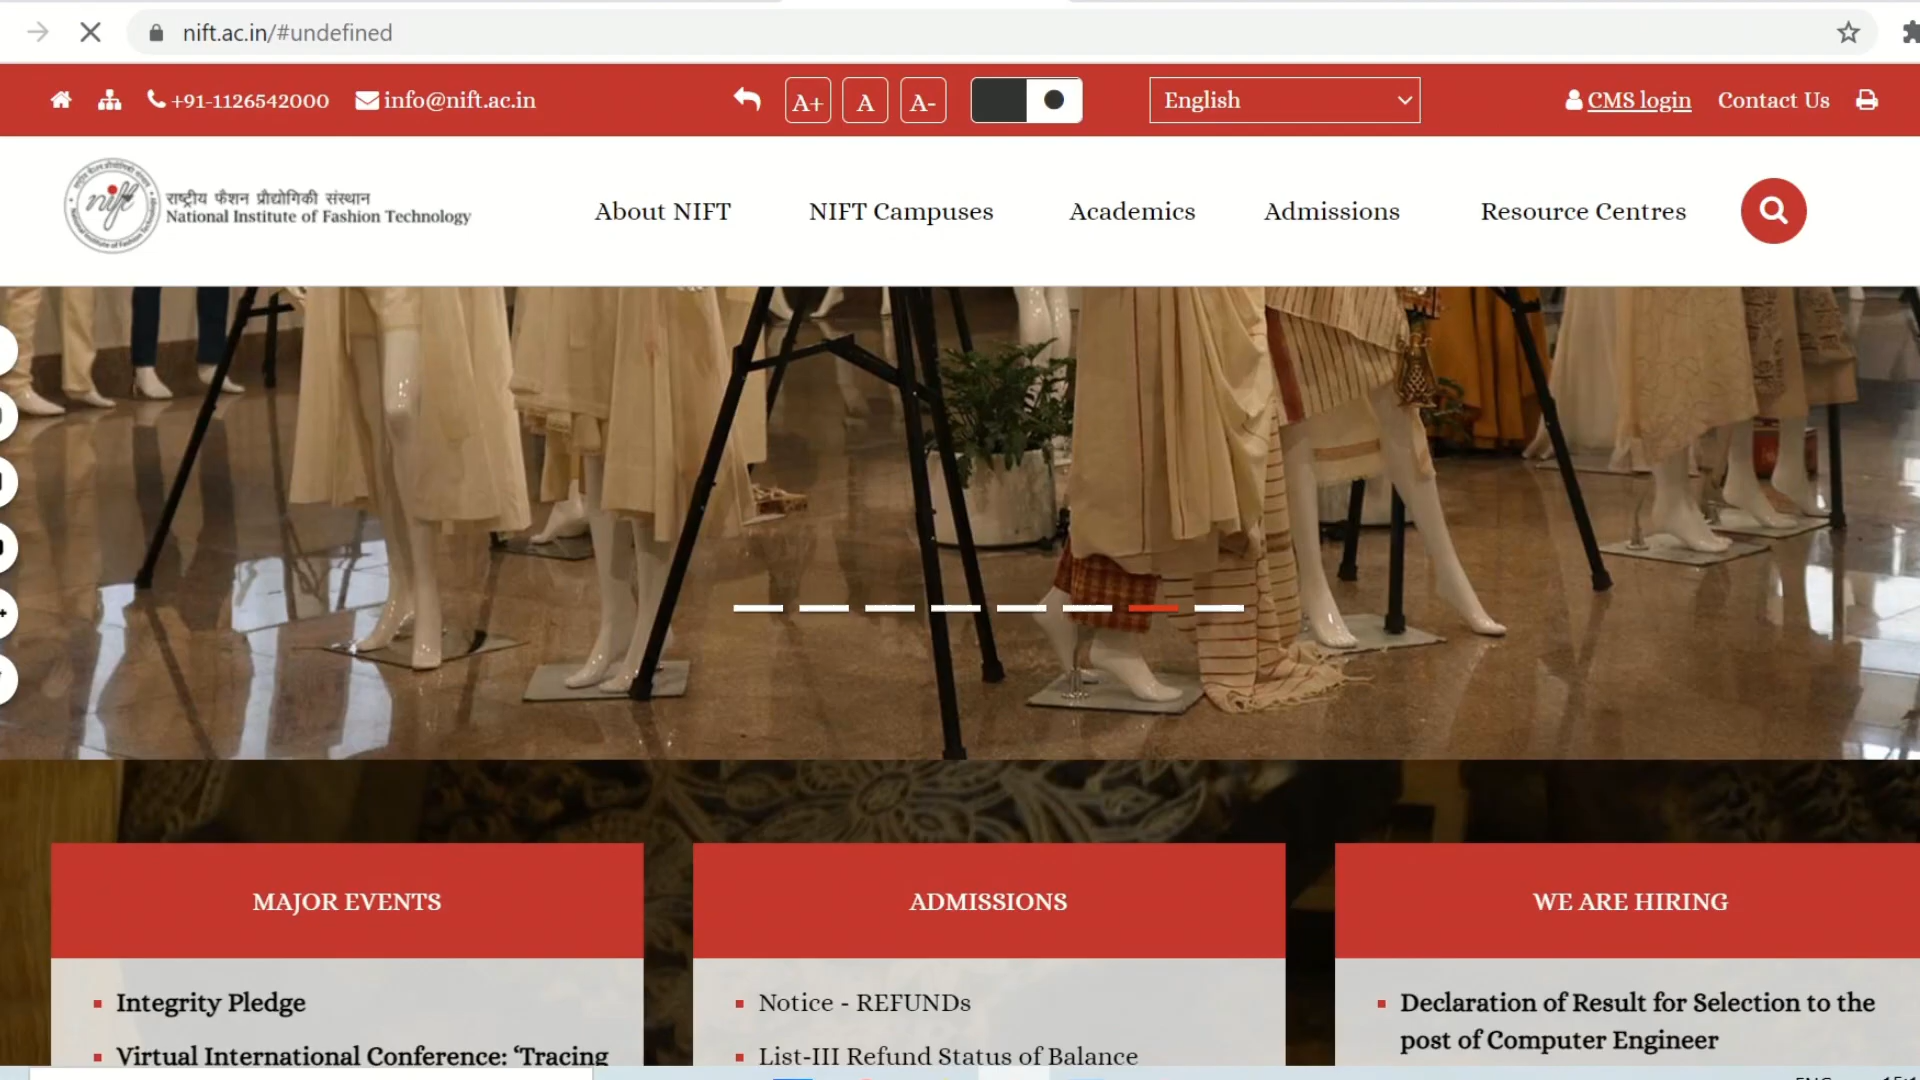 nift.ac.in/#undefined
+91-1126542000 info@nift.ac.in A+ A A- English CMS login Contact Us
nift
राष्ट्रीय फैशन प्रौद्योगिकी संस्थान
National Institute of Fashion Technology
About NIFT NIFT Campuses Academics Admissions Resource Centres
MAJOR EVENTS
Integrity Pledge
Virtual International Conference: ‘Tracing
ADMISSIONS
Notice - REFUNDs
List-III Refund Status of Balance
WE ARE HIRING
Declaration of Result for Selection to the
post of Computer Engineer